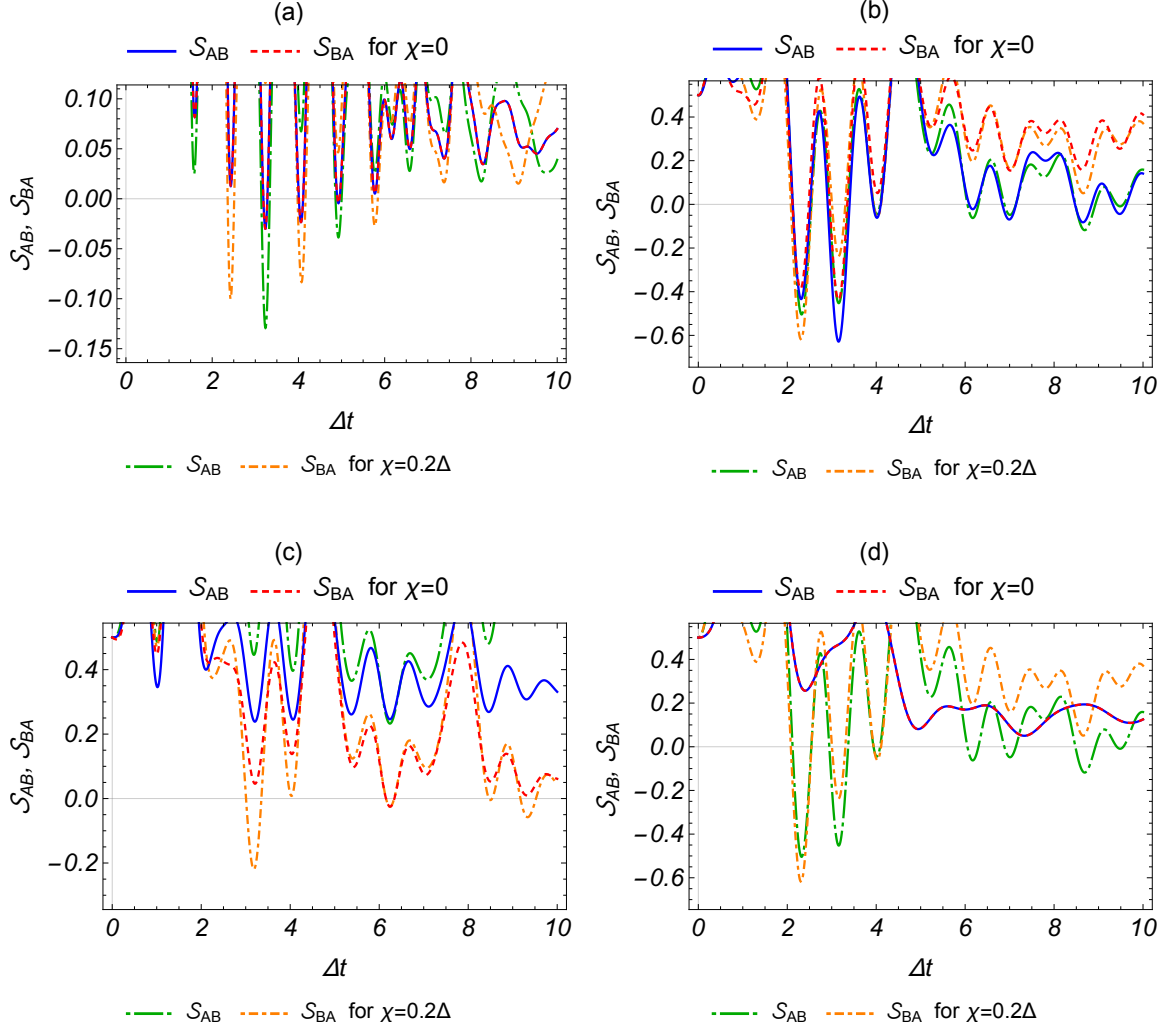 (a)
S_AB S_BA for χ=0
S_AB, S_BA
0.10
0.05
0.00
−0.05
−0.10
−0.15
0 2 4 6 8 10
Δt
S_AB S_BA for χ=0.2Δ
(b)
S_AB S_BA for χ=0
S_AB, S_BA
0.4
0.2
0.0
−0.2
−0.4
−0.6
0 2 4 6 8 10
Δt
S_AB S_BA for χ=0.2Δ
(c)
S_AB S_BA for χ=0
S_AB, S_BA
0.4
0.2
0.0
−0.2
0 2 4 6 8 10
Δt
S_AB S_BA for χ=0.2Δ
(d)
S_AB S_BA for χ=0
S_AB, S_BA
0.4
0.2
0.0
−0.2
−0.4
−0.6
0 2 4 6 8 10
Δt
S_AB S_BA for χ=0.2Δ